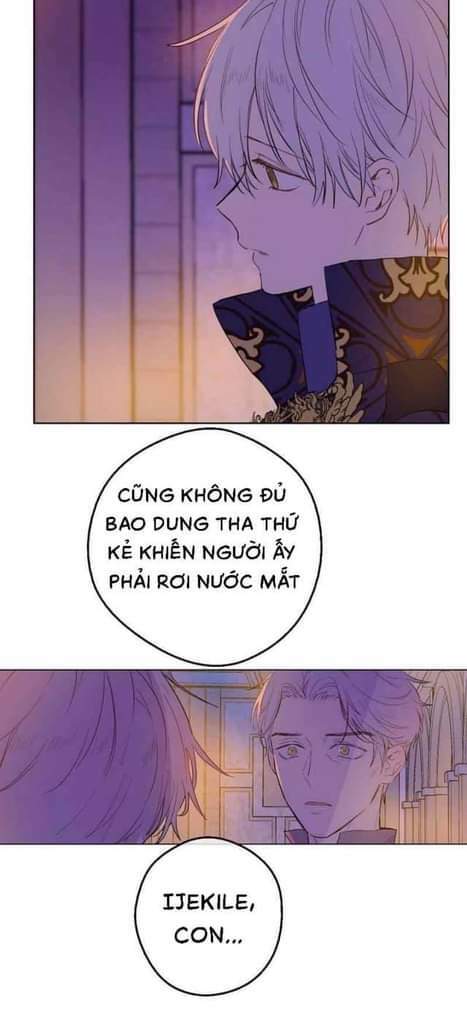 CŨNG KHÔNG ĐỦ
BAO DUNG THA THỨ
KẺ KHIẾN NGƯỜI ẤY
PHẢI RƠI NƯỚC MẮT
IJEKILE,
CON...